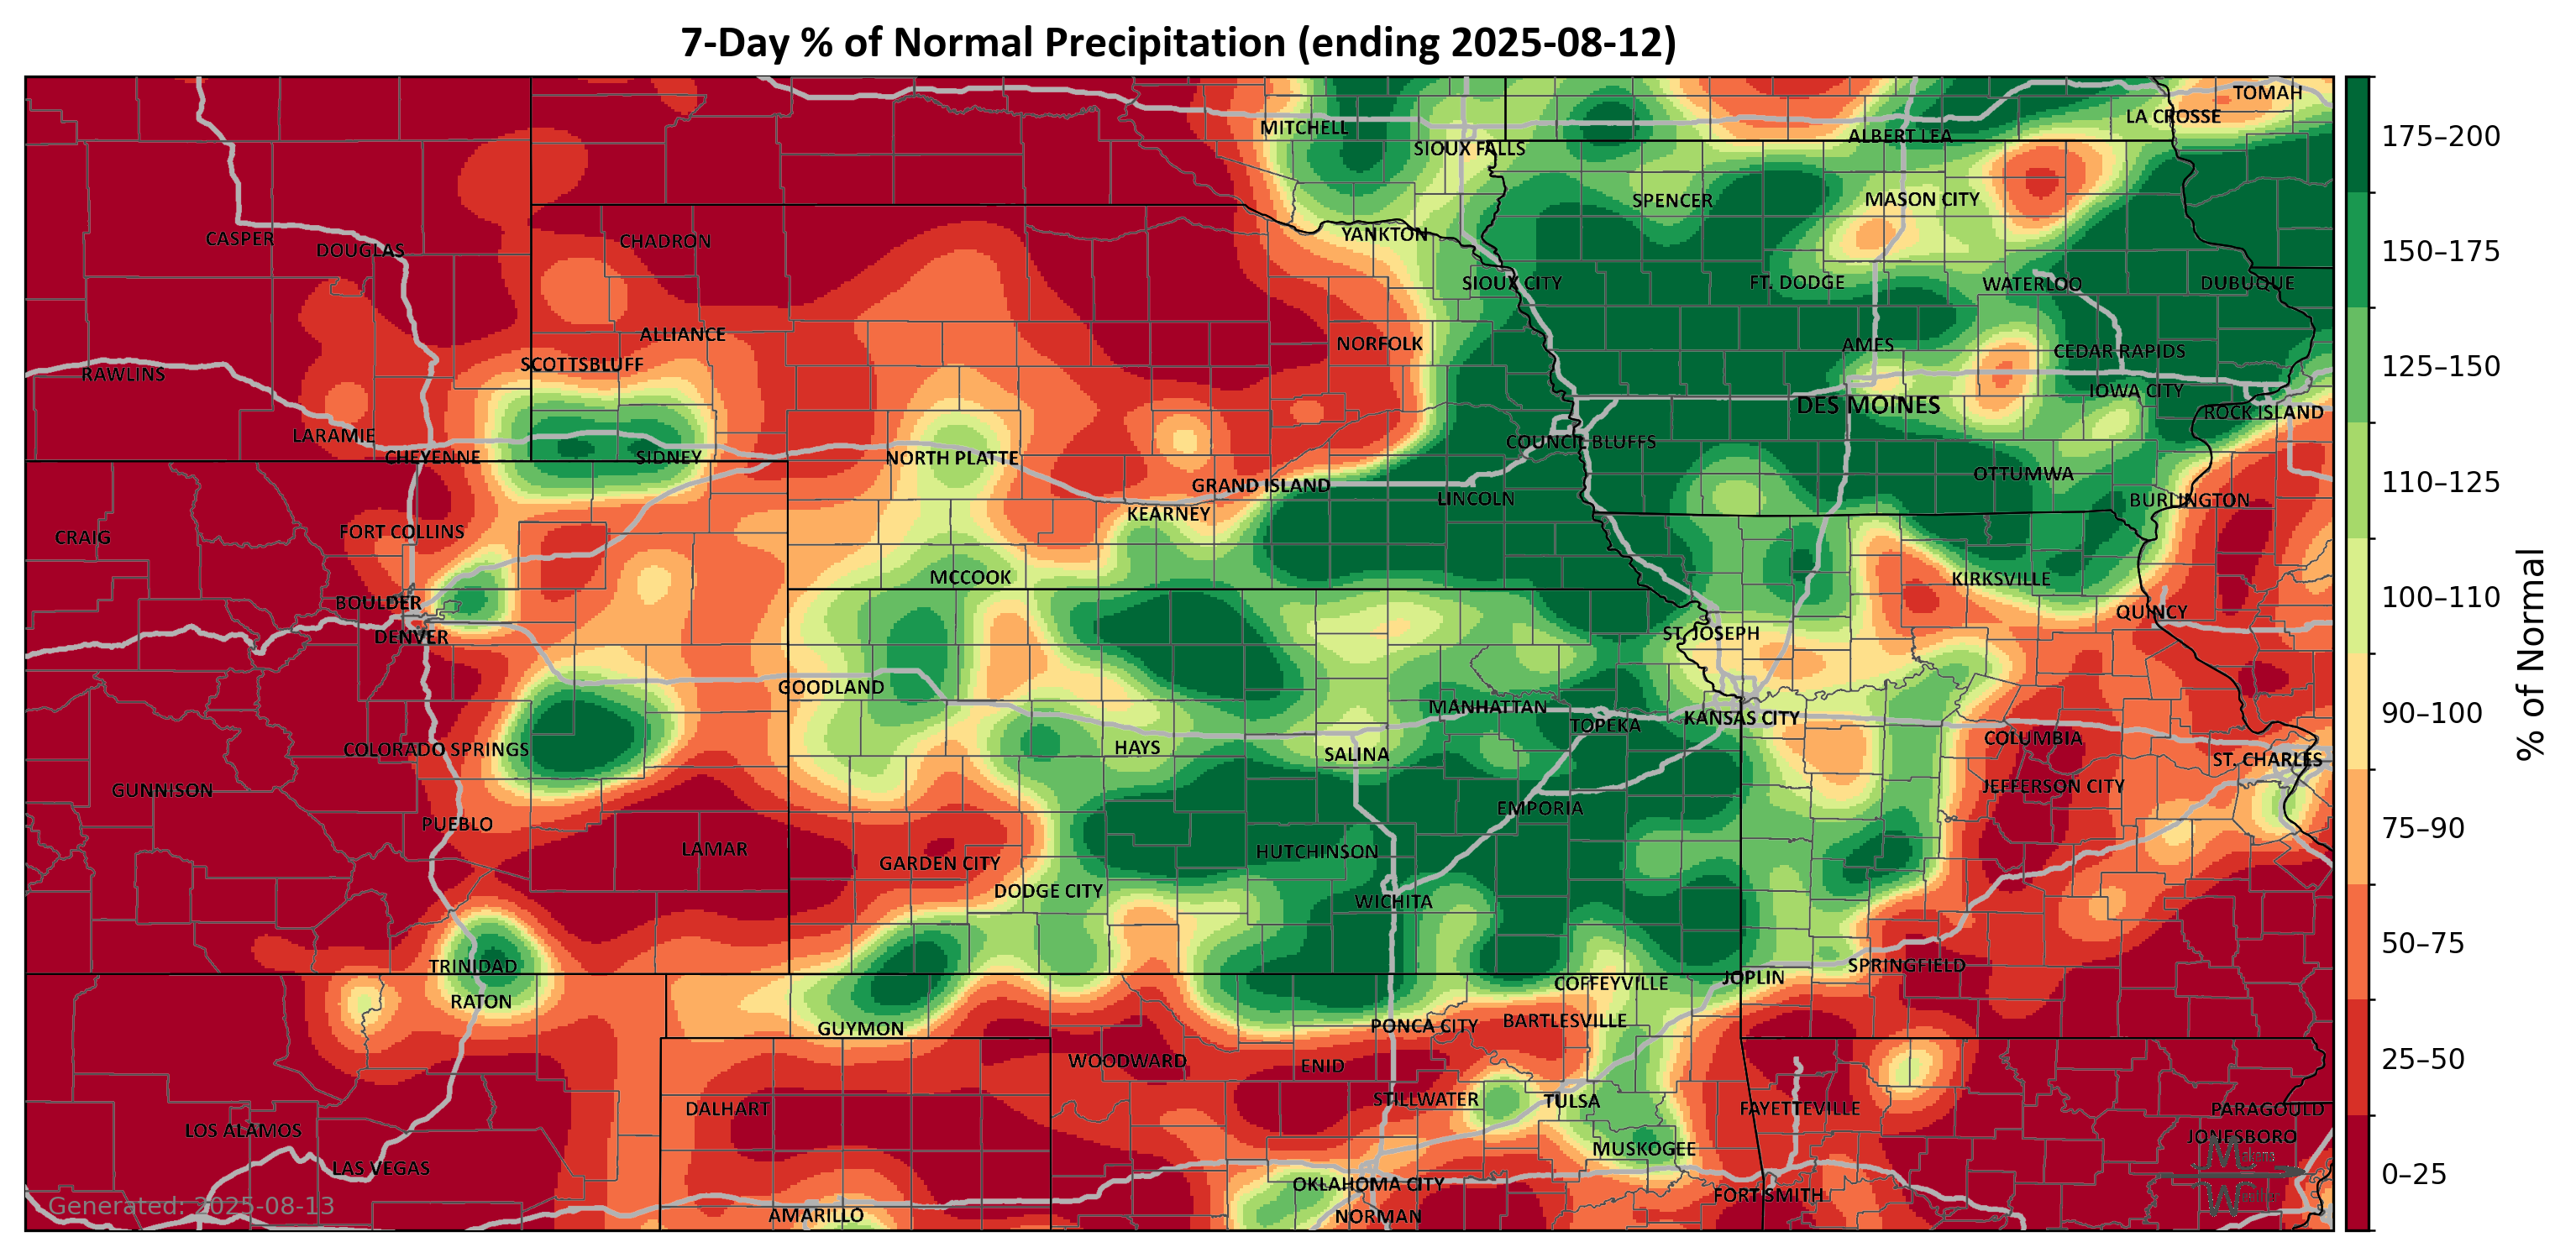 7-Day % of Normal Precipitation (ending 2025-08-12)
TOMAH
LA CROSSE
MITCHELL
ALBERT LEA
SIOUX FALLS
SPENCER
MASON CITY
YANKTON
CASPER
CHADRON
DOUGLAS
SIOUX CITY
FT. DODGE
WATERLOO
DUBUQUE
ALLIANCE
NORFOLK
AMES
CEDAR RAPIDS
SCOTTSBLUFF
RAWLINS
IOWA CITY
DES MOINES
ROCK ISLAND
LARAMIE
COUNCIL BLUFFS
CHEYENNE
SIDNEY
NORTH PLATTE
OTTUMWA
GRAND ISLAND
LINCOLN
BURLINGTON
KEARNEY
FORT COLLINS
CRAIG
MCCOOK
KIRKSVILLE
BOULDER
QUINCY
DENVER
ST. JOSEPH
GOODLAND
MANHATTAN
TOPEKA
KANSAS CITY
COLUMBIA
COLORADO SPRINGS
HAYS
SALINA
ST. CHARLES
GUNNISON
JEFFERSON CITY
EMPORIA
PUEBLO
LAMAR
HUTCHINSON
GARDEN CITY
DODGE CITY
WICHITA
TRINIDAD
SPRINGFIELD
JOPLIN
COFFEYVILLE
RATON
GUYMON
PONCA CITY
BARTLESVILLE
WOODWARD
ENID
STILLWATER
TULSA
DALHART
FAYETTEVILLE
PARAGOULD
LOS ALAMOS
JONESBORO
MUSKOGEE
LAS VEGAS
OKLAHOMA CITY
FORT SMITH
AMARILLO
NORMAN
Generated: 2025-08-13
175–200
150–175
125–150
110–125
100–110
90–100
75–90
50–75
25–50
0–25
% of Normal